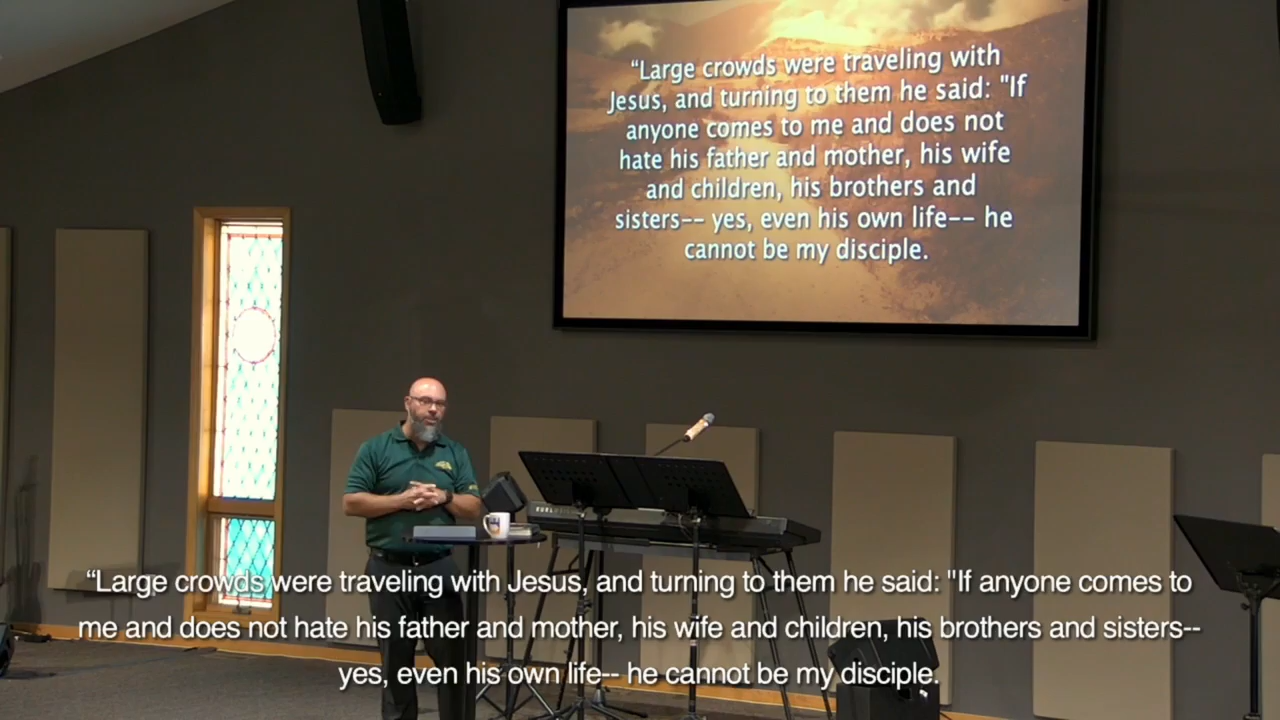 “Large crowds were traveling with
Jesus, and turning to them he said: "If
anyone comes to me and does not
hate his father and mother, his wife
and children, his brothers and
sisters-- yes, even his own life-- he
cannot be my disciple.
“Large crowds were traveling with Jesus, and turning to them he said: "If anyone comes to
me and does not hate his father and mother, his wife and children, his brothers and sisters--
yes, even his own life-- he cannot be my disciple.